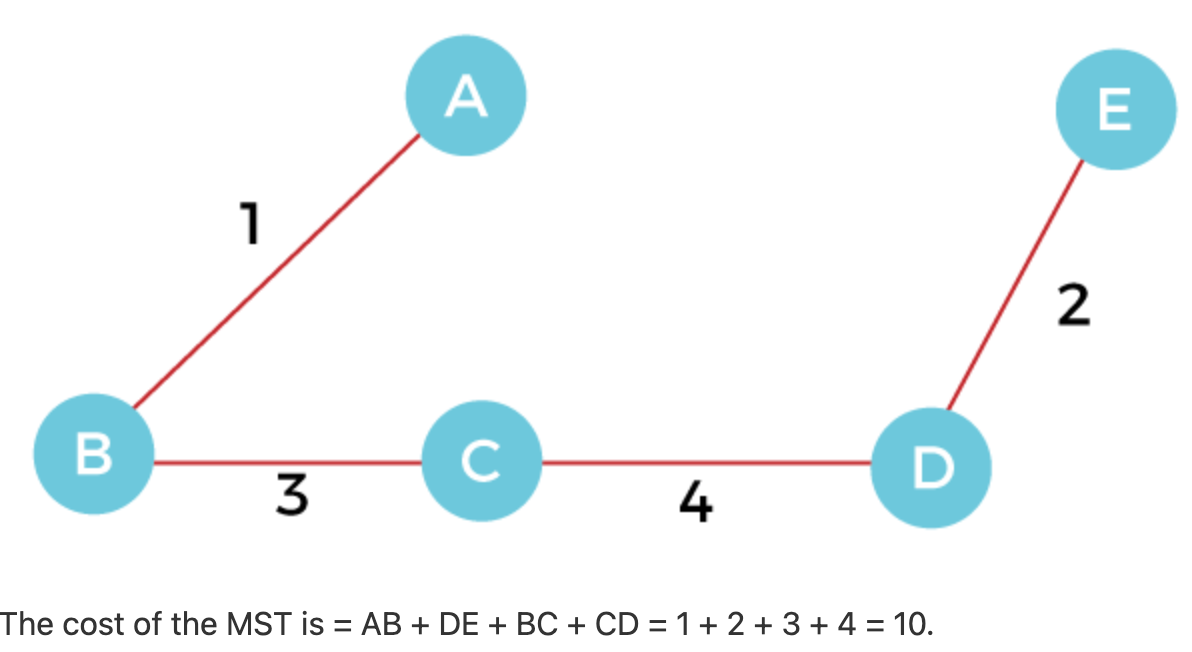 A
E
1
2
B
C
D
3
4
The cost of the MST is = AB + DE + BC + CD = 1 + 2 + 3 + 4 = 10.